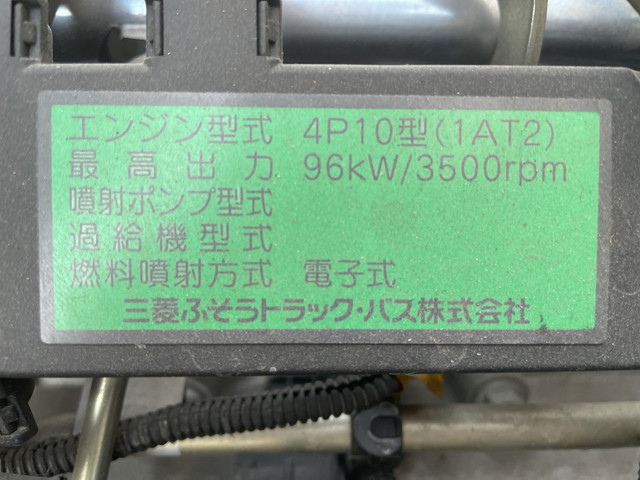 エンジン型式 4P10型(1AT2)
最高出力 96kW/3500rpm
噴射ポンプ型式
過給機型式
燃料噴射方式 電子式
三菱ふそうトラック・バス株式会社